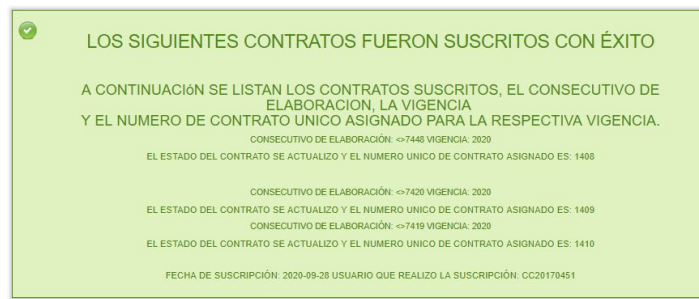 LOS SIGUIENTES CONTRATOS FUERON SUSCRITOS CON ÉXITO
A CONTINUACIóN SE LISTAN LOS CONTRATOS SUSCRITOS, EL CONSECUTIVO DE
ELABORACION, LA VIGENCIA
Y EL NUMERO DE CONTRATO UNICO ASIGNADO PARA LA RESPECTIVA VIGENCIA.
CONSECUTIVO DE ELABORACIÓN: <>7448 VIGENCIA: 2020
EL ESTADO DEL CONTRATO SE ACTUALIZO Y EL NUMERO UNICO DE CONTRATO ASIGNADO ES: 1408
CONSECUTIVO DE ELABORACIÓN: <>7420 VIGENCIA: 2020
EL ESTADO DEL CONTRATO SE ACTUALIZO Y EL NUMERO UNICO DE CONTRATO ASIGNADO ES: 1409
CONSECUTIVO DE ELABORACIÓN: <>7419 VIGENCIA: 2020
EL ESTADO DEL CONTRATO SE ACTUALIZO Y EL NUMERO UNICO DE CONTRATO ASIGNADO ES: 1410
FECHA DE SUSCRIPCIÓN: 2020-09-28 USUARIO QUE REALIZO LA SUSCRIPCIÓN: CC20170451